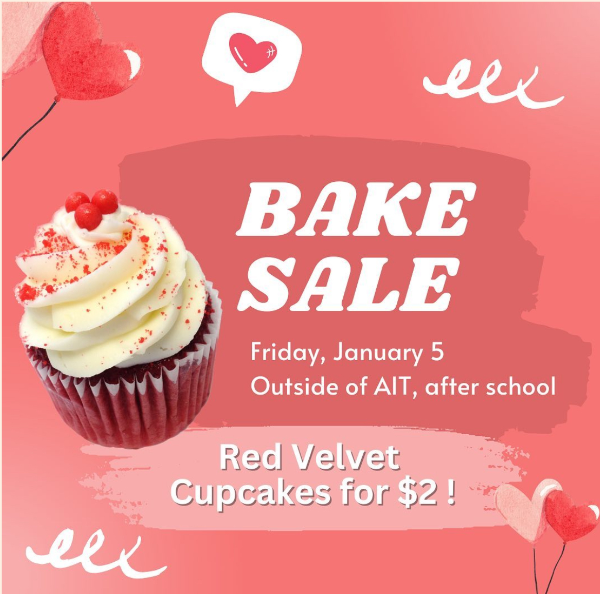 BAKE
SALE
Friday, January 5
Outside of AIT, after school
Red Velvet
Cupcakes for $2 !